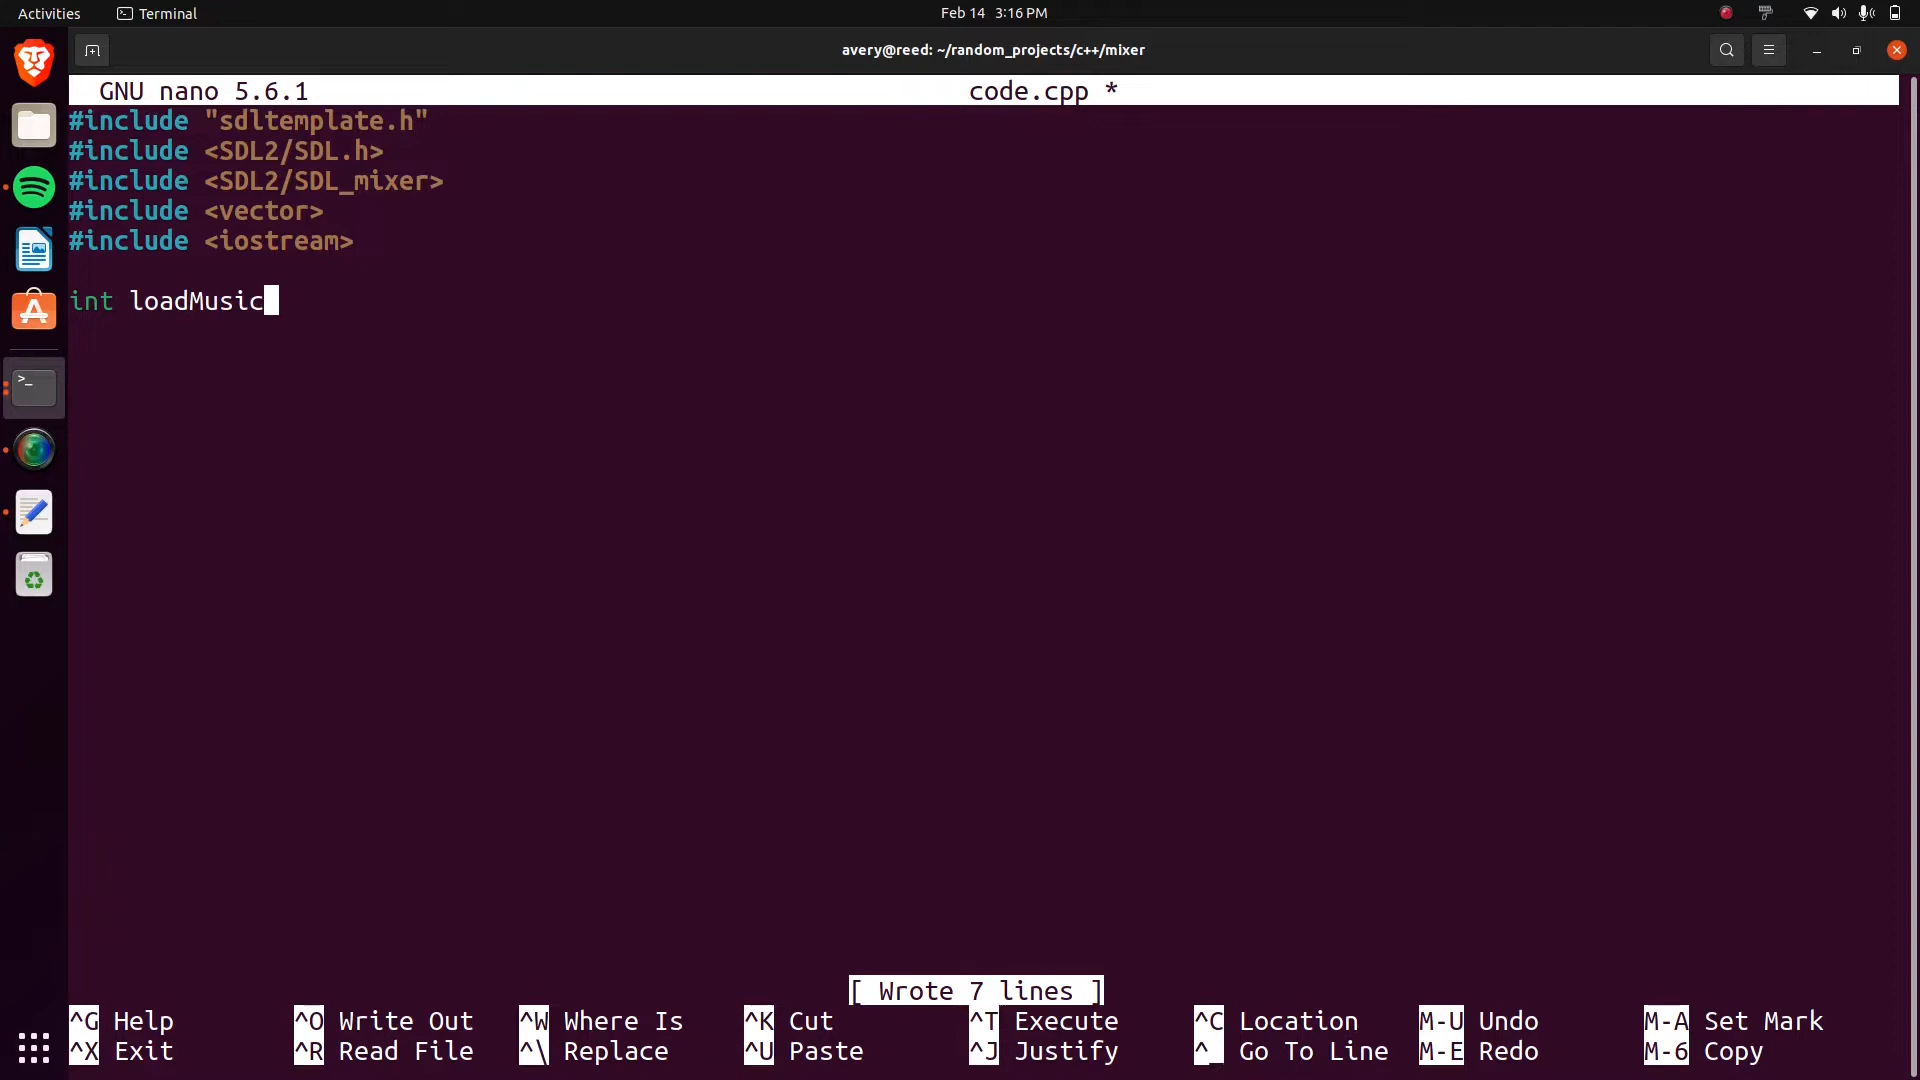 Activities Terminal Feb 14 3:16 PM
avery@reed: ~/random_projects/c++/mixer
GNU nano 5.6.1 code.cpp *
#include "sdltemplate.h"
#include <SDL2/SDL.h>
#include <SDL2/SDL_mixer>
#include <vector>
#include <iostream>
int loadMusic
[ Wrote 7 lines ]
^G Help ^O Write Out ^W Where Is ^K Cut ^T Execute ^C Location M-U Undo M-A Set Mark
^X Exit ^R Read File ^\ Replace ^U Paste ^J Justify ^_ Go To Line M-E Redo M-6 Copy